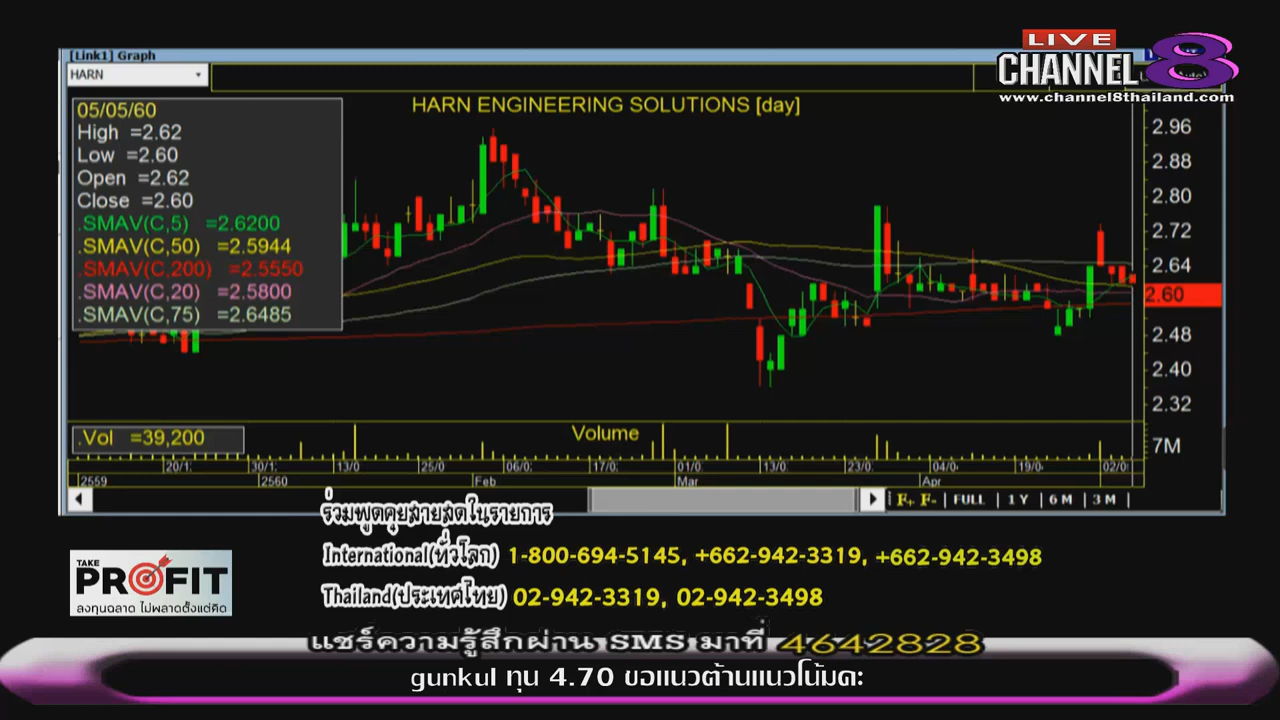 [Link1] Graph
HARN
LIVE
CHANNEL 8
www.channel8thailand.com
HARN ENGINEERING SOLUTIONS [day]
05/05/60
High =2.62
Low =2.60
Open =2.62
Close =2.60
.SMAV(C,5) =2.6200
.SMAV(C,50) =2.5944
.SMAV(C,200) =2.5550
.SMAV(C,20) =2.5800
.SMAV(C,75) =2.6485
2.96
2.88
2.80
2.72
2.64
2.60
2.48
2.40
2.32
.Vol =39,200
Volume
7M
20/1 30/1 13/0 25/0 06/0 17/0 01/0 13/0 23/0 04/0 19/0 02/0
2559 2560 Feb Mar Apr
F+ F- FULL 1 Y 6 M 3 M
ร่วมพูดคุยสายสดในรายการ
International(ทั่วโลก) 1-800-694-5145, +662-942-3319, +662-942-3498
Thailand(ประเทศไทย) 02-942-3319, 02-942-3498
TAKE
PROFIT
ลงทุนฉลาด ไม่พลาดตั้งแต่คิด
แชร์ความรู้สึกผ่าน SMS มาที่ 4642828
gunkul ทุน 4.70 ขอแนวต้านแนวโน้มคะ